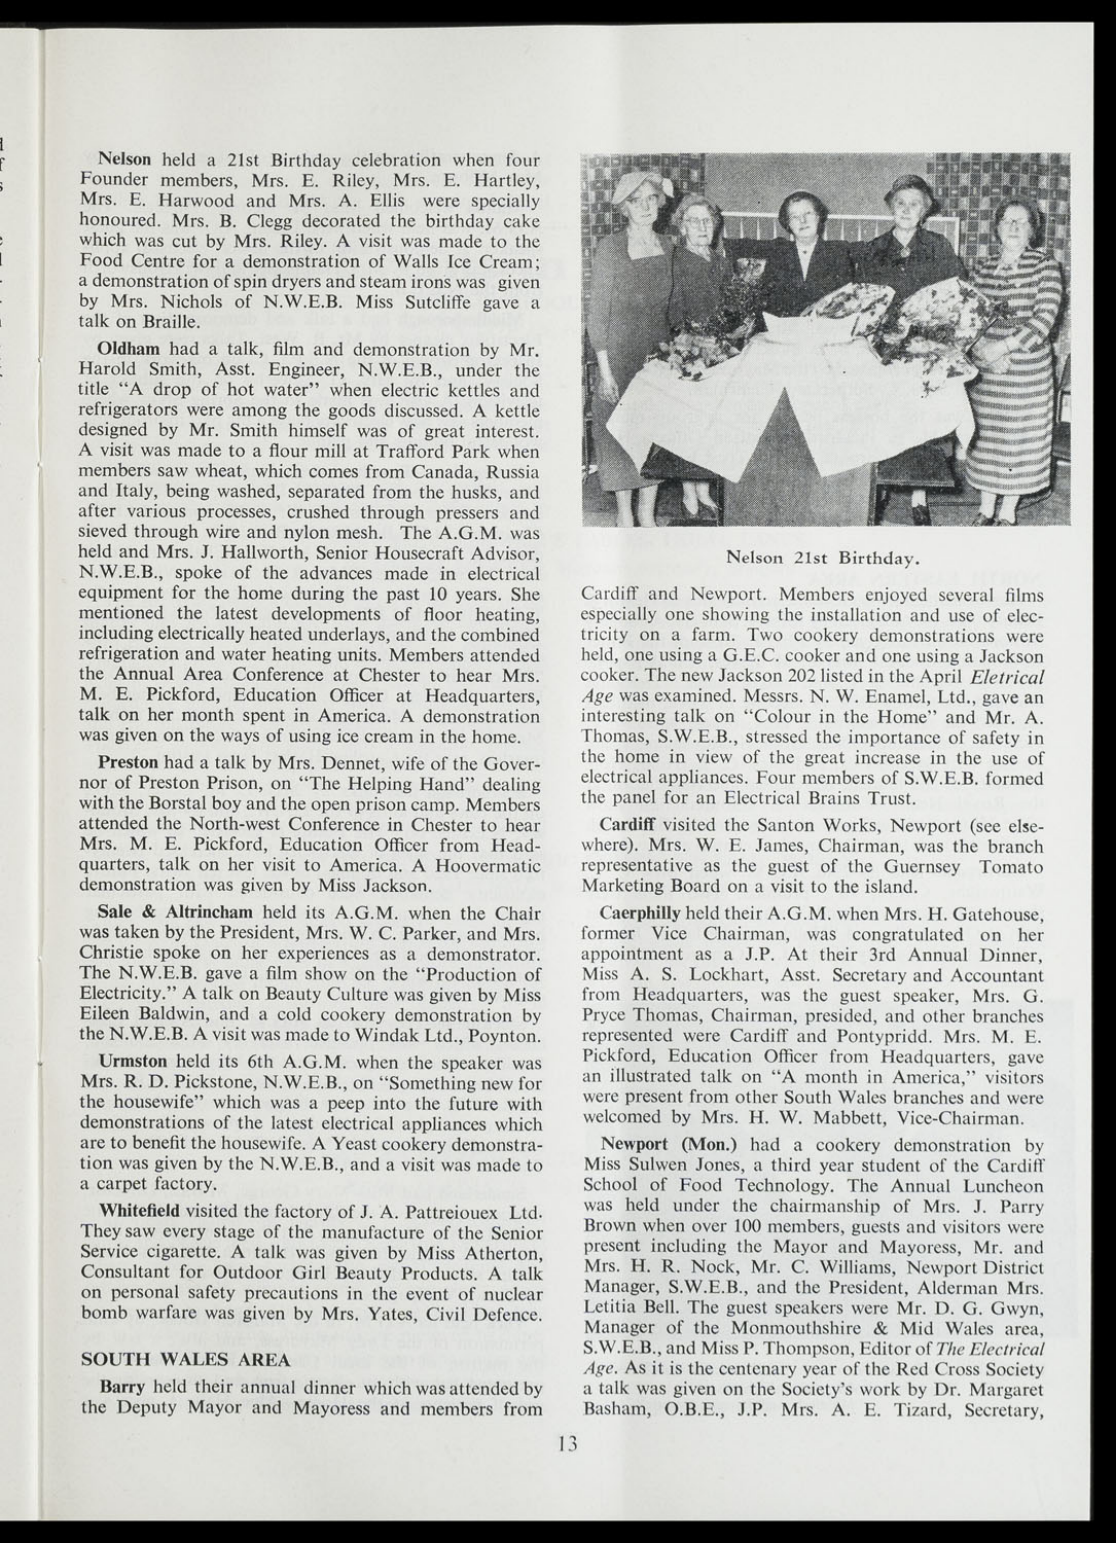 Nelson held a 21st Birthday celebration when four
Founder members, Mrs. E. Riley, Mrs. E. Hartley,
Mrs. E. Harwood and Mrs. A. Ellis were specially
honoured. Mrs. B. Clegg decorated the birthday cake
which was cut by Mrs. Riley. A visit was made to the
Food Centre for a demonstration of Walls Ice Cream;
a demonstration of spin dryers and steam irons was given
by Mrs. Nichols of N.W.E.B. Miss Sutcliffe gave a
talk on Braille.
Oldham had a talk, film and demonstration by Mr.
Harold Smith, Asst. Engineer, N.W.E.B., under the
title "A drop of hot water" when electric kettles and
refrigerators were among the goods discussed. A kettle
designed by Mr. Smith himself was of great interest.
A visit was made to a flour mill at Trafford Park when
members saw wheat, which comes from Canada, Russia
and Italy, being washed, separated from the husks, and
after various processes, crushed through pressers and
sieved through wire and nylon mesh. The A.G.M. was
held and Mrs. J. Hallworth, Senior Housecraft Advisor,
N.W.E.B., spoke of the advances made in electrical
equipment for the home during the past 10 years. She
mentioned the latest developments of floor heating,
including electrically heated underlays, and the combined
refrigeration and water heating units. Members attended
the Annual Area Conference at Chester to hear Mrs.
M. E. Pickford, Education Officer at Headquarters,
talk on her month spent in America. A demonstration
was given on the ways of using ice cream in the home.
Preston had a talk by Mrs. Dennet, wife of the Gover-
nor of Preston Prison, on "The Helping Hand" dealing
with the Borstal boy and the open prison camp. Members
attended the North-west Conference in Chester to hear
Mrs. M. E. Pickford, Education Officer from Head-
quarters, talk on her visit to America. A Hoovermatic
demonstration was given by Miss Jackson.
Sale & Altrincham held its A.G.M. when the Chair
was taken by the President, Mrs. W. C. Parker, and Mrs.
Christie spoke on her experiences as a demonstrator.
The N.W.E.B. gave a film show on the "Production of
Electricity." A talk on Beauty Culture was given by Miss
Eileen Baldwin, and a cold cookery demonstration by
the N.W.E.B. A visit was made to Windak Ltd., Poynton.
Urmston held its 6th A.G.M. when the speaker was
Mrs. R. D. Pickstone, N.W.E.B., on "Something new for
the housewife" which was a peep into the future with
demonstrations of the latest electrical appliances which
are to benefit the housewife. A Yeast cookery demonstra-
tion was given by the N.W.E.B., and a visit was made to
a carpet factory.
Whitefield visited the factory of J. A. Pattreiouex Ltd.
They saw every stage of the manufacture of the Senior
Service cigarette. A talk was given by Miss Atherton,
Consultant for Outdoor Girl Beauty Products. A talk
on personal safety precautions in the event of nuclear
bomb warfare was given by Mrs. Yates, Civil Defence.
SOUTH WALES AREA
Barry held their annual dinner which was attended by
the Deputy Mayor and Mayoress and members from
Nelson 21st Birthday.
Cardiff and Newport. Members enjoyed several films
especially one showing the installation and use of elec-
tricity on a farm. Two cookery demonstrations were
held, one using a G.E.C. cooker and one using a Jackson
cooker. The new Jackson 202 listed in the April Eletrical
Age was examined. Messrs. N. W. Enamel, Ltd., gave an
interesting talk on "Colour in the Home" and Mr. A.
Thomas, S.W.E.B., stressed the importance of safety in
the home in view of the great increase in the use of
electrical appliances. Four members of S.W.E.B. formed
the panel for an Electrical Brains Trust.
Cardiff visited the Santon Works, Newport (see else-
where). Mrs. W. E. James, Chairman, was the branch
representative as the guest of the Guernsey Tomato
Marketing Board on a visit to the island.
Caerphilly held their A.G.M. when Mrs. H. Gatehouse,
former Vice Chairman, was congratulated on her
appointment as a J.P. At their 3rd Annual Dinner,
Miss A. S. Lockhart, Asst. Secretary and Accountant
from Headquarters, was the guest speaker, Mrs. G.
Pryce Thomas, Chairman, presided, and other branches
represented were Cardiff and Pontypridd. Mrs. M. E.
Pickford, Education Officer from Headquarters, gave
an illustrated talk on "A month in America," visitors
were present from other South Wales branches and were
welcomed by Mrs. H. W. Mabbett, Vice-Chairman.
Newport (Mon.) had a cookery demonstration by
Miss Sulwen Jones, a third year student of the Cardiff
School of Food Technology. The Annual Luncheon
was held under the chairmanship of Mrs. J. Parry
Brown when over 100 members, guests and visitors were
present including the Mayor and Mayoress, Mr. and
Mrs. H. R. Nock, Mr. C. Williams, Newport District
Manager, S.W.E.B., and the President, Alderman Mrs.
Letitia Bell. The guest speakers were Mr. D. G. Gwyn,
Manager of the Monmouthshire & Mid Wales area,
S.W.E.B., and Miss P. Thompson, Editor of The Electrical
Age. As it is the centenary year of the Red Cross Society
a talk was given on the Society's work by Dr. Margaret
Basham, O.B.E., J.P. Mrs. A. E. Tizard, Secretary,
13